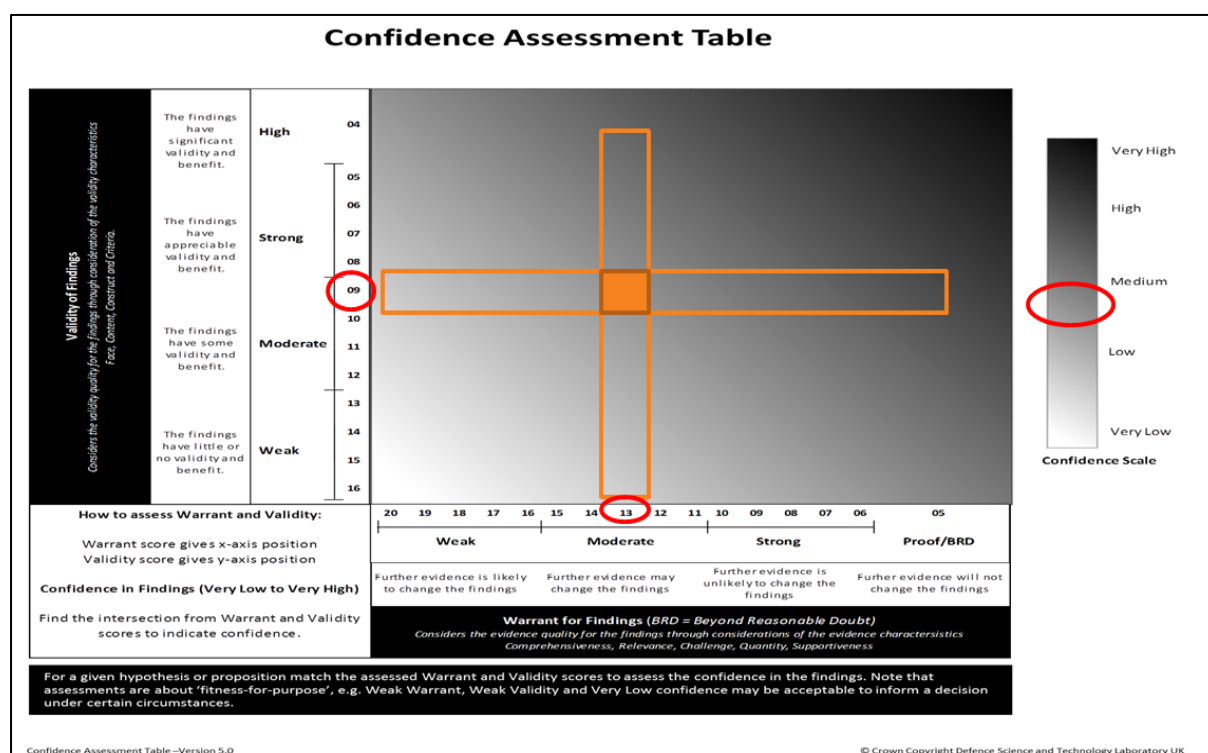 Confidence Assessment Table
Validity of Findings
Considers the validity quality for the findings through consideration of the validity characteristics
Face, Content, Construct and Criteria.
The findings
have
significant
validity and
benefit.
The findings
have
appreciable
validity and
benefit.
The findings
have some
validity and
benefit.
The findings
have little or
no validity and
benefit.
High
Strong
Moderate
Weak
04
05
06
07
08
09
10
11
12
13
14
15
16
Very High
High
Medium
Low
Very Low
Confidence Scale
How to assess Warrant and Validity:
Warrant score gives x-axis position
Validity score gives y-axis position
Confidence in Findings (Very Low to Very High)
Find the intersection from Warrant and Validity
scores to indicate confidence.
20 19 18 17 16 15 14 13 12 11 10 09 08 07 06 05
Weak Moderate Strong Proof/BRD
Further evidence is likely
to change the findings
Further evidence may
change the findings
Further evidence is
unlikely to change the
findings
Furher evidence will not
change the findings
Warrant for Findings (BRD = Beyond Reasonable Doubt)
Considers the evidence quality for the findings through considerations of the evidence charactersistics
Comprehensiveness, Relevance, Challenge, Quantity, Supportiveness
For a given hypothesis or proposition match the assessed Warrant and Validity scores to assess the confidence in the findings. Note that
assessments are about ‘fitness-for-purpose’, e.g. Weak Warrant, Weak Validity and Very Low confidence may be acceptable to inform a decision
under certain circumstances.
Confidence Assessment Table –Version 5.0
© Crown Copyright Defence Science and Technology Laboratory UK